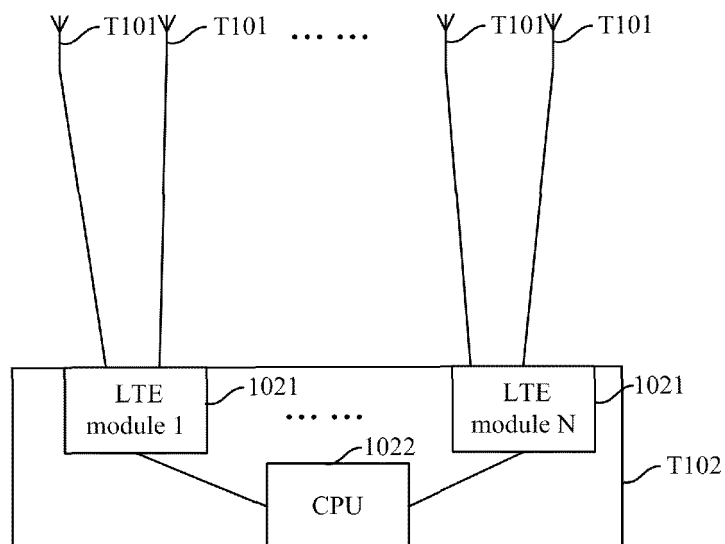 T101 T101 ... ... T101 T101
LTE module 1
1021
... ...
LTE module N
1021
1022
CPU
T102